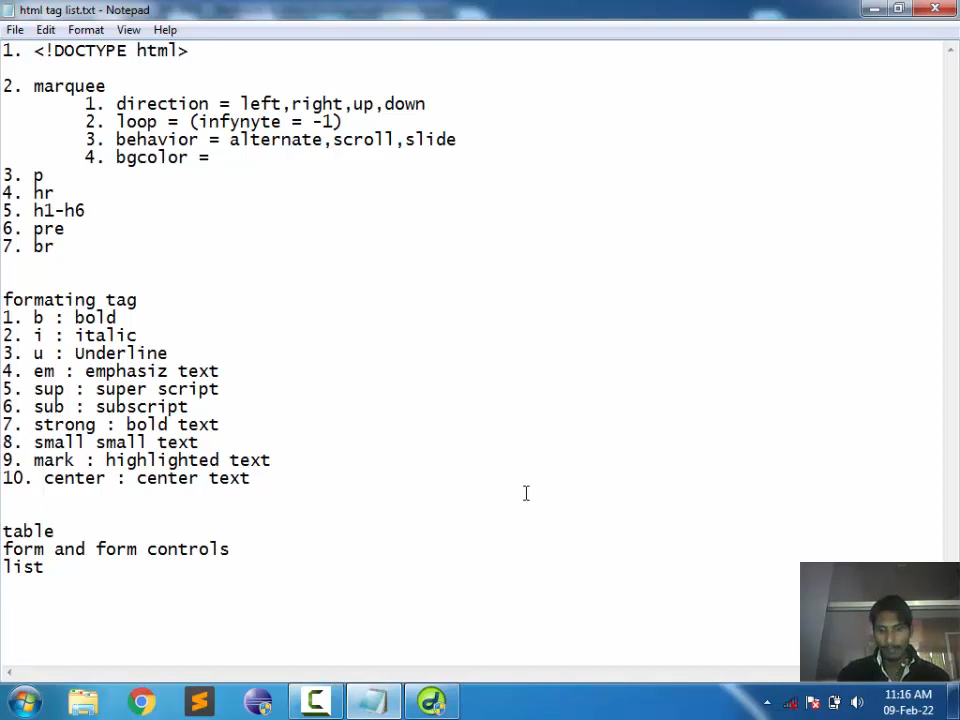 html tag list.txt - Notepad
File Edit Format View Help
1. <!DOCTYPE html>
2. marquee
1. direction = left,right,up,down
2. loop = (infynyte = -1)
3. behavior = alternate,scroll,slide
4. bgcolor =
3. p
4. hr
5. h1-h6
6. pre
7. br
formating tag
1. b : bold
2. i : italic
3. u : Underline
4. em : emphasiz text
5. sup : super script
6. sub : subscript
7. strong : bold text
8. small small text
9. mark : highlighted text
10. center : center text
table
form and form controls
list
11:16 AM
09-Feb-22